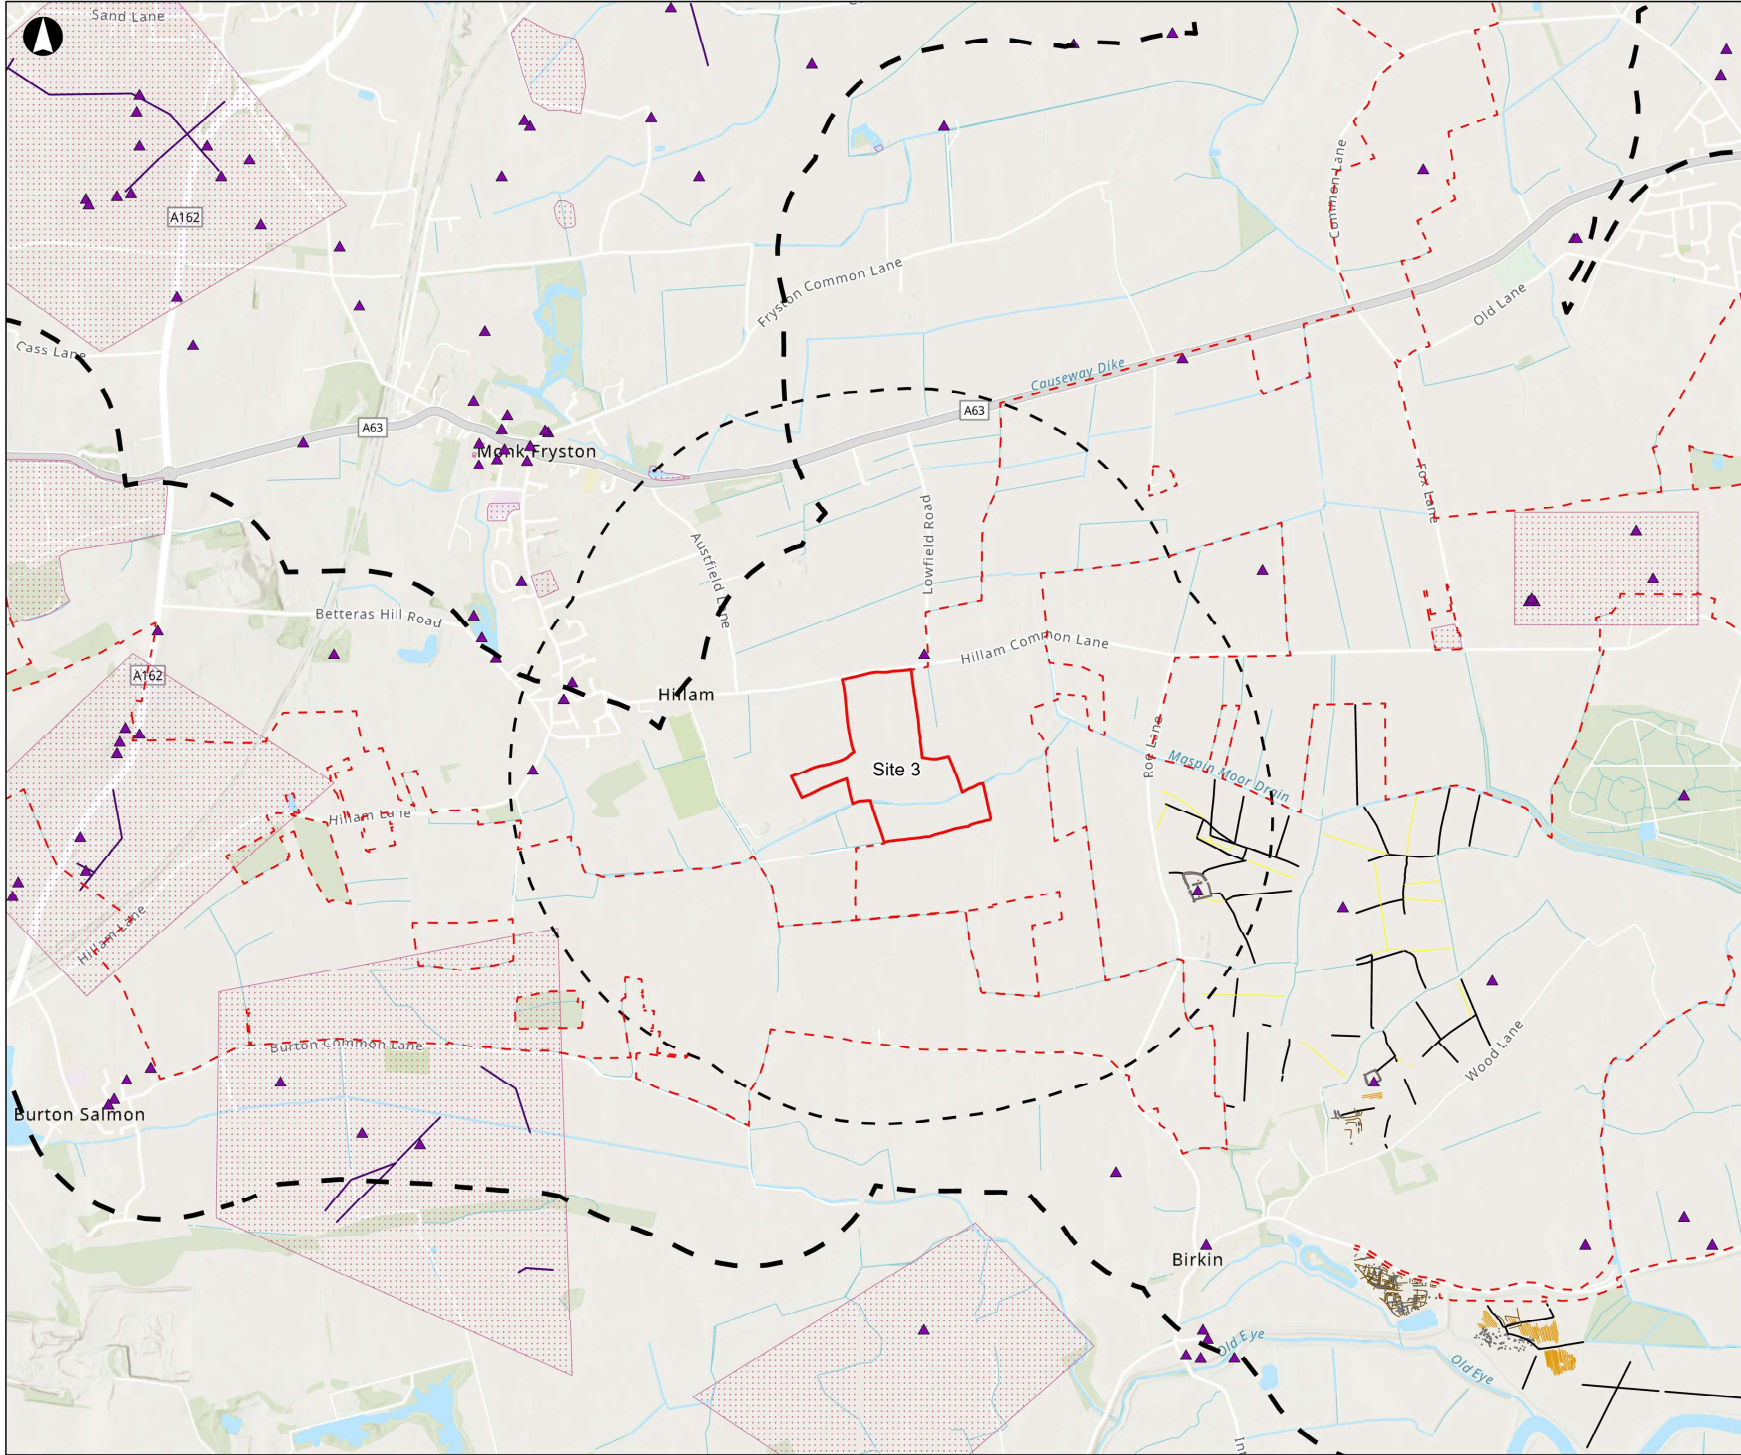 Sand Lane
A162
Common Lane
Fryston Common Lane
Old Lane
Cass Lane
Causeway Dike
A63
A63
Monk Fryston
Fox Lane
Lowfield Road
Austfield Lane
Betteras Hill Road
Hillam Common Lane
A162
Hillam
Roe Lane
Site 3
Maspin Moor Drain
Hillam Lane
Hillam Lane
Burton Common Lane
Wood Lane
Burton Salmon
Birkin
Old Eye
Old Eye